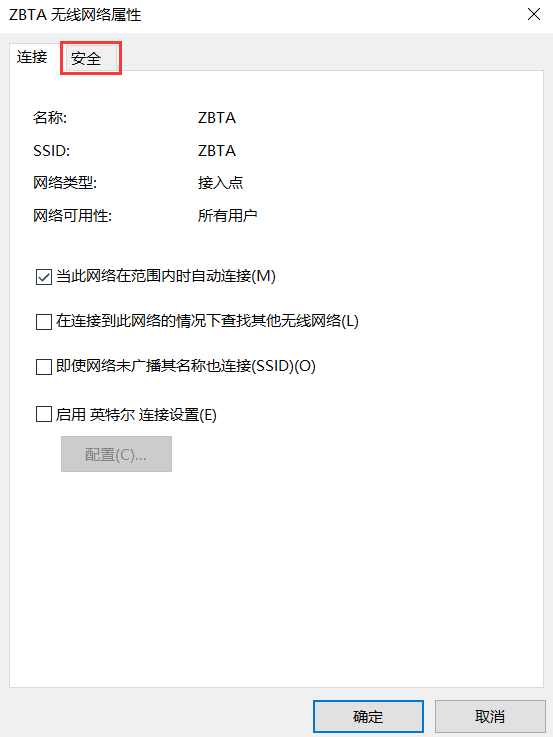 ZBTA 无线网络属性
连接 安全
名称: ZBTA
SSID: ZBTA
网络类型: 接入点
网络可用性: 所有用户
当此网络在范围内时自动连接(M)
在连接到此网络的情况下查找其他无线网络(L)
即使网络未广播其名称也连接(SSID)(O)
启用 英特尔 连接设置(E)
配置(C)...
确定 取消